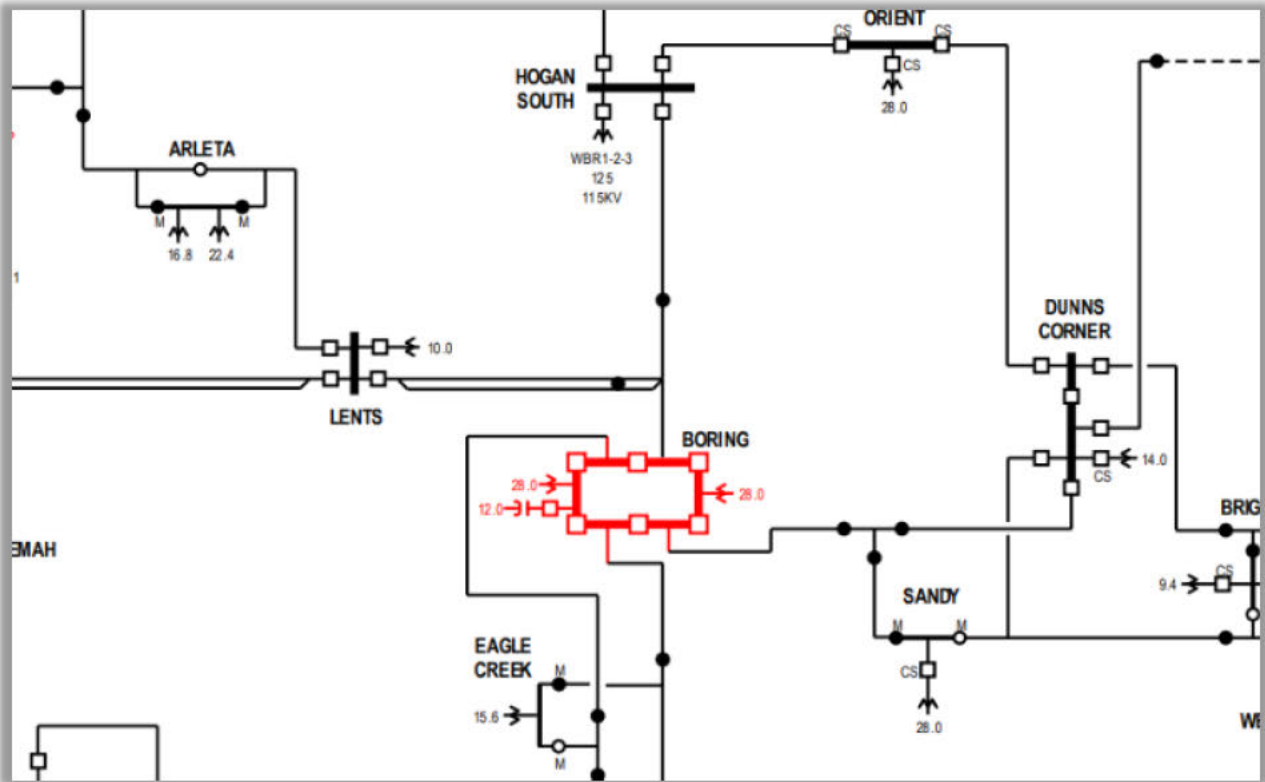 ORIENT
CS
CS
CS
28.0
HOGAN
SOUTH
WBR1-2-3
125
115KV
ARLETA
M
M
16.8
22.4
1
10.0
LENTS
DUNNS
CORNER
14.0
CS
BORING
28.0
12.0
28.0
EMAH
BRIG
CS
9.4
SANDY
M
M
CS
28.0
EAGLE
CREEK
M
15.6
M
WE